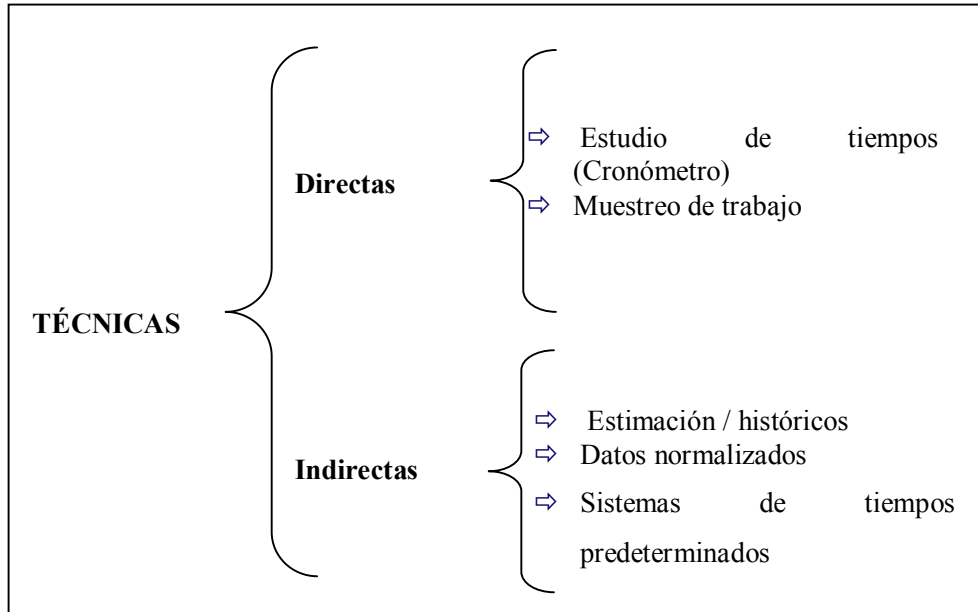 TÉCNICAS
Directas
⇨ Estudio de tiempos
(Cronómetro)
⇨ Muestreo de trabajo
Indirectas
⇨ Estimación / históricos
⇨ Datos normalizados
⇨ Sistemas de tiempos
predeterminados